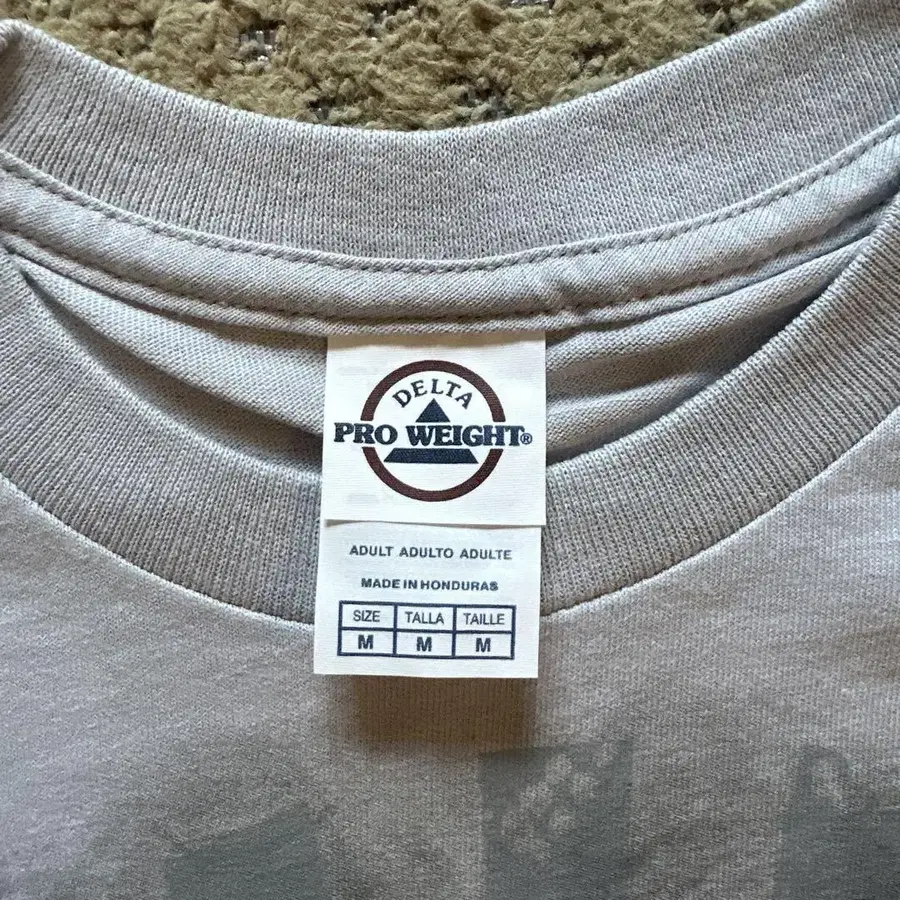 DELTA
PRO WEIGHT®
ADULT ADULTO ADULTE
MADE IN HONDURAS
SIZE TALLA TAILLE
M M M